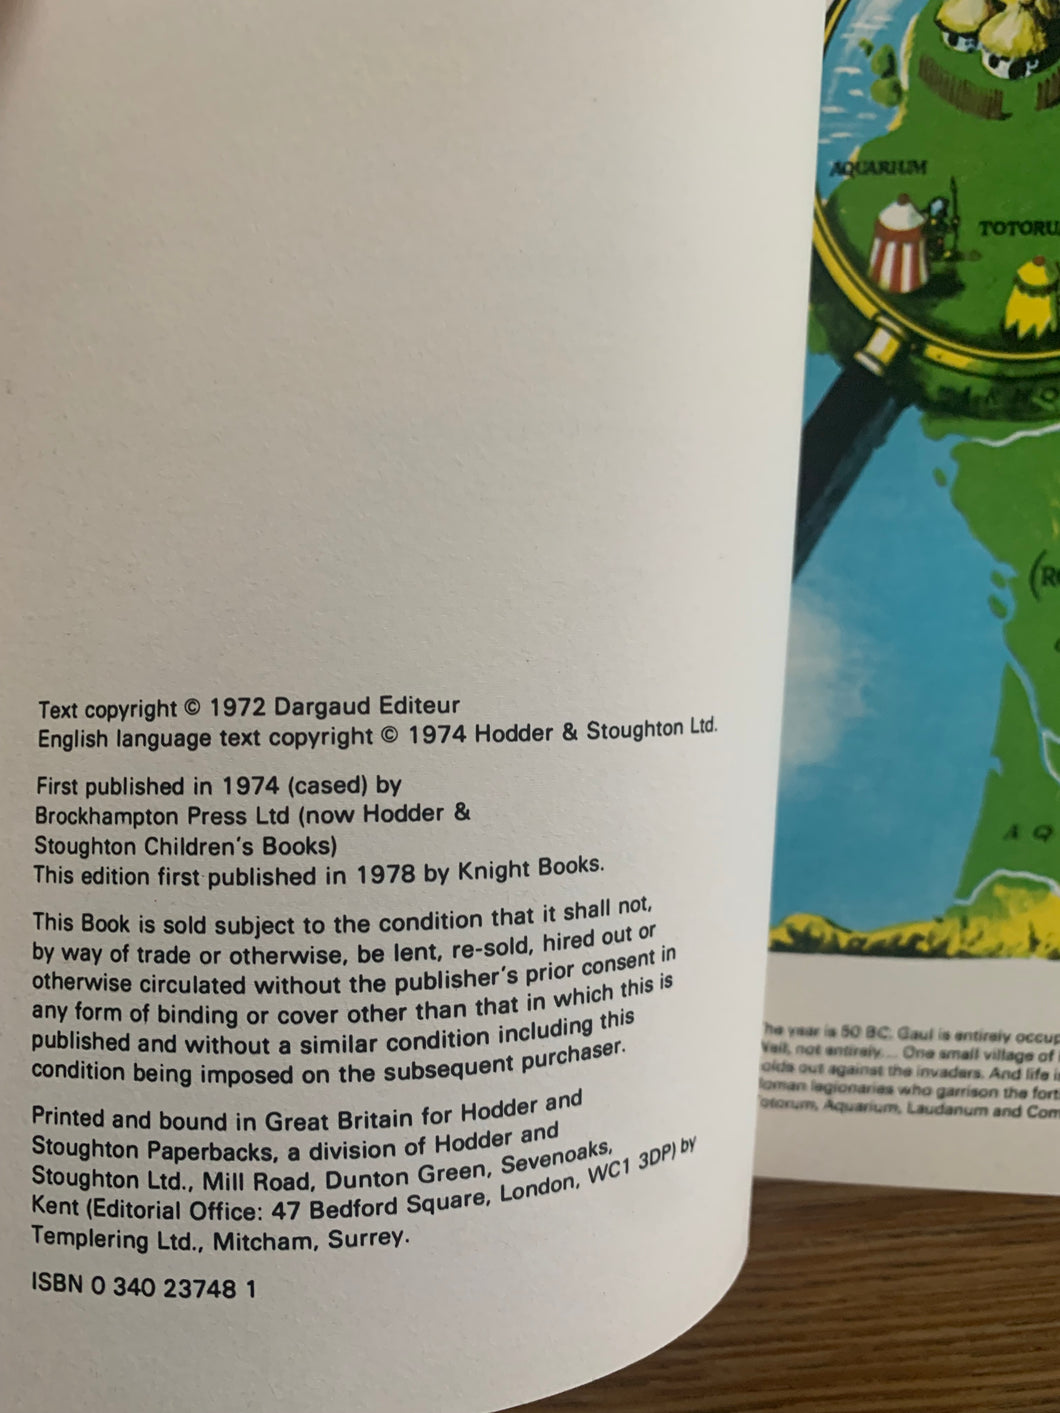 Text copyright © 1972 Dargaud Editeur
English language text copyright © 1974 Hodder & Stoughton Ltd.
First published in 1974 (cased) by
Brockhampton Press Ltd (now Hodder &
Stoughton Children's Books)
This edition first published in 1978 by Knight Books.
This Book is sold subject to the condition that it shall not,
by way of trade or otherwise, be lent, re-sold, hired out or
otherwise circulated without the publisher's prior consent in
any form of binding or cover other than that in which this is
published and without a similar condition including this
condition being imposed on the subsequent purchaser.
Printed and bound in Great Britain for Hodder and
Stoughton Paperbacks, a division of Hodder and
Stoughton Ltd., Mill Road, Dunton Green, Sevenoaks,
Kent (Editorial Office: 47 Bedford Square, London, WC1 3DP) by
Templering Ltd., Mitcham, Surrey.
ISBN 0 340 23748 1
AQUARIUM
TOTORU
A Q
he year is 50 BC. Gaul is entirely occup
Well, not entirely... One small village of
olds out against the invaders. And life i
Roman legionaries who garrison the forti
Totorum, Aquarium, Laudanum and Com